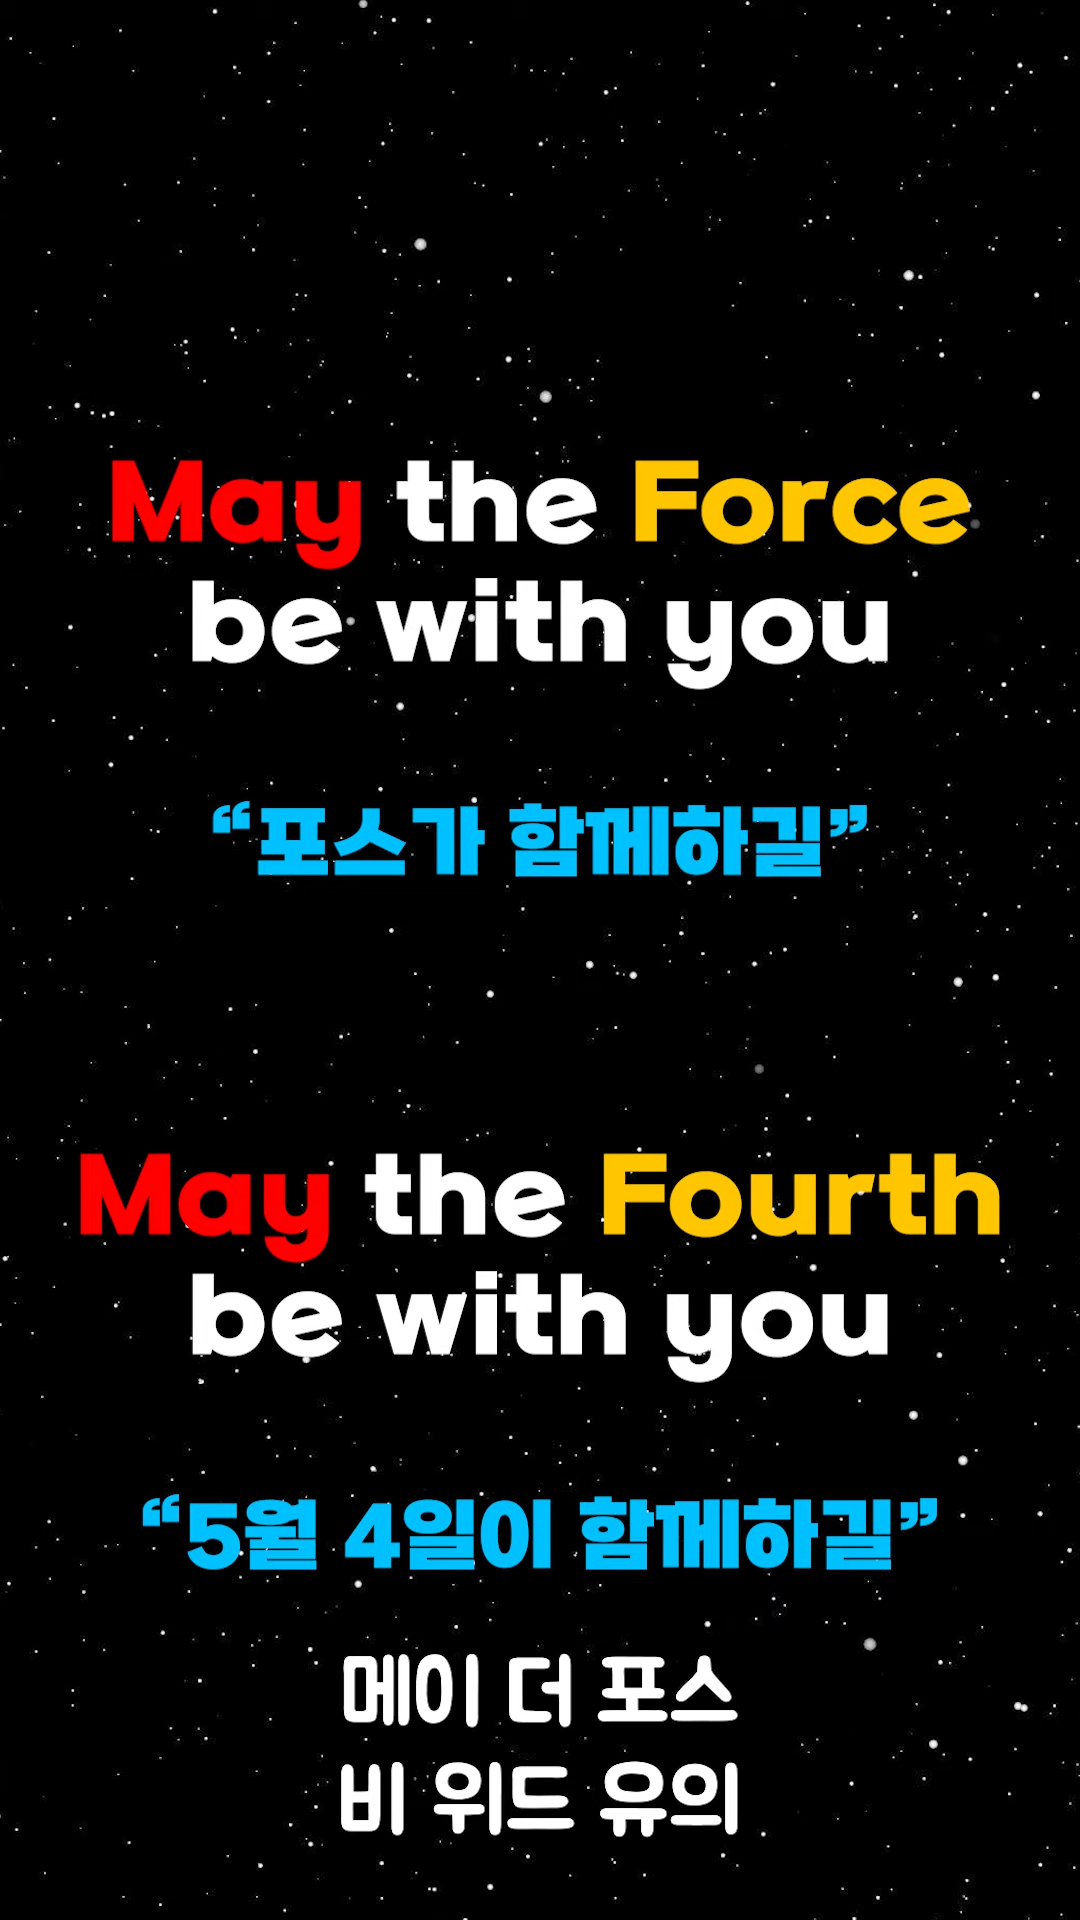 May the Force
be with you
“포스가 함께하길”
May the Fourth
be with you
“5월 4일이 함께하길”
메이 더 포스
비 위드 유의